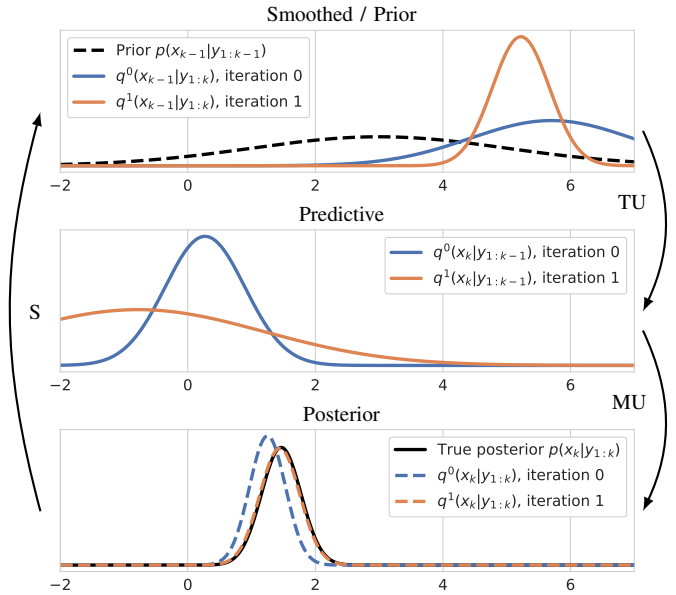 Smoothed / Prior
Prior p(x_{k−1}|y_{1:k−1})
q^0(x_{k−1}|y_{1:k}), iteration 0
q^1(x_{k−1}|y_{1:k}), iteration 1
−2 0 2 4 6
TU
Predictive
q^0(x_k|y_{1:k−1}), iteration 0
q^1(x_k|y_{1:k−1}), iteration 1
S
−2 0 2 4 6
MU
Posterior
True posterior p(x_k|y_{1:k})
q^0(x_k|y_{1:k}), iteration 0
q^1(x_k|y_{1:k}), iteration 1
−2 0 2 4 6